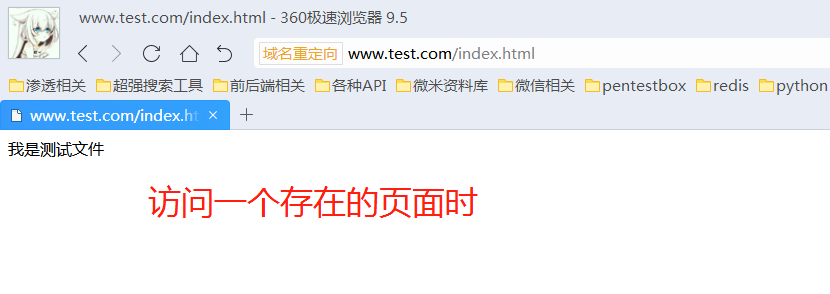 www.test.com/index.html - 360极速浏览器 9.5
域名重定向 www.test.com/index.html
渗透相关 超强搜索工具 前后端相关 各种API 微米资料库 微信相关 pentestbox redis python
www.test.com/index.ht
我是测试文件
访问一个存在的页面时